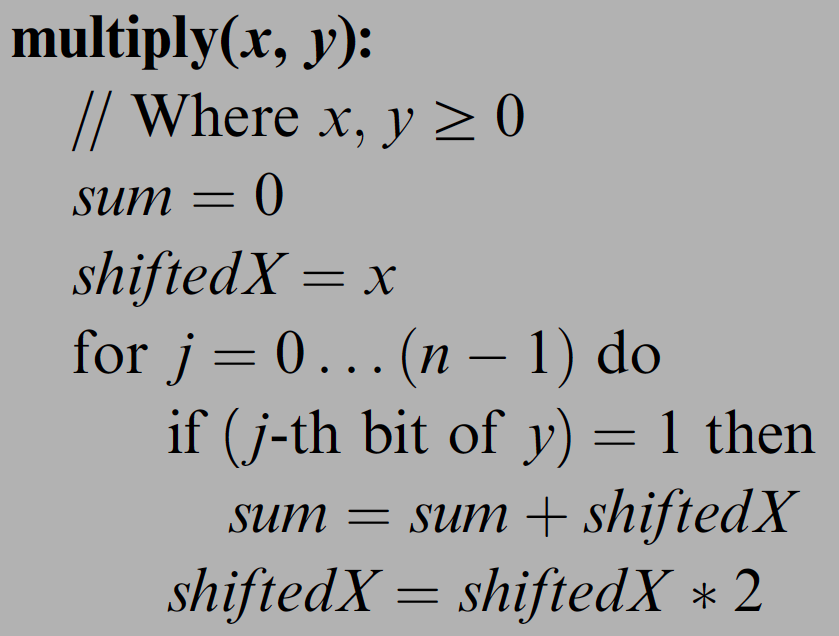 multiply(x, y):
// Where x, y ≥ 0
sum = 0
shiftedX = x
for j = 0 … (n − 1) do
if (j-th bit of y) = 1 then
sum = sum + shiftedX
shiftedX = shiftedX ∗ 2